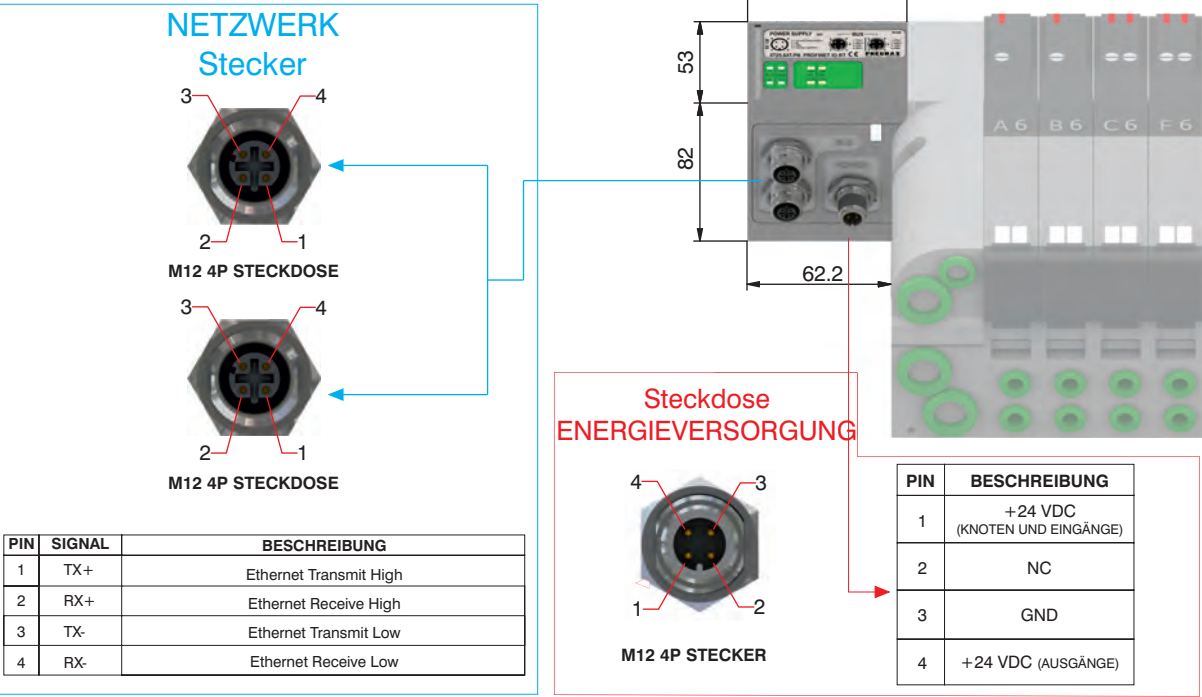 NETZWERK
Stecker
3
4
2
1
M12 4P STECKDOSE
3
4
2
1
M12 4P STECKDOSE
PIN SIGNAL BESCHREIBUNG
1 TX+ Ethernet Transmit High
2 RX+ Ethernet Receive High
3 TX- Ethernet Transmit Low
4 RX- Ethernet Receive Low
53
82
62.2
POWER SUPPLY
BUS
PROFINET IO RT CE PNEUMAX
A 6 B 6 C 6 F 6
Steckdose
ENERGIEVERSORGUNG
4
3
1
2
M12 4P STECKER
PIN BESCHREIBUNG
1 +24 VDC
(KNOTEN UND EINGÄNGE)
2 NC
3 GND
4 +24 VDC (AUSGÄNGE)